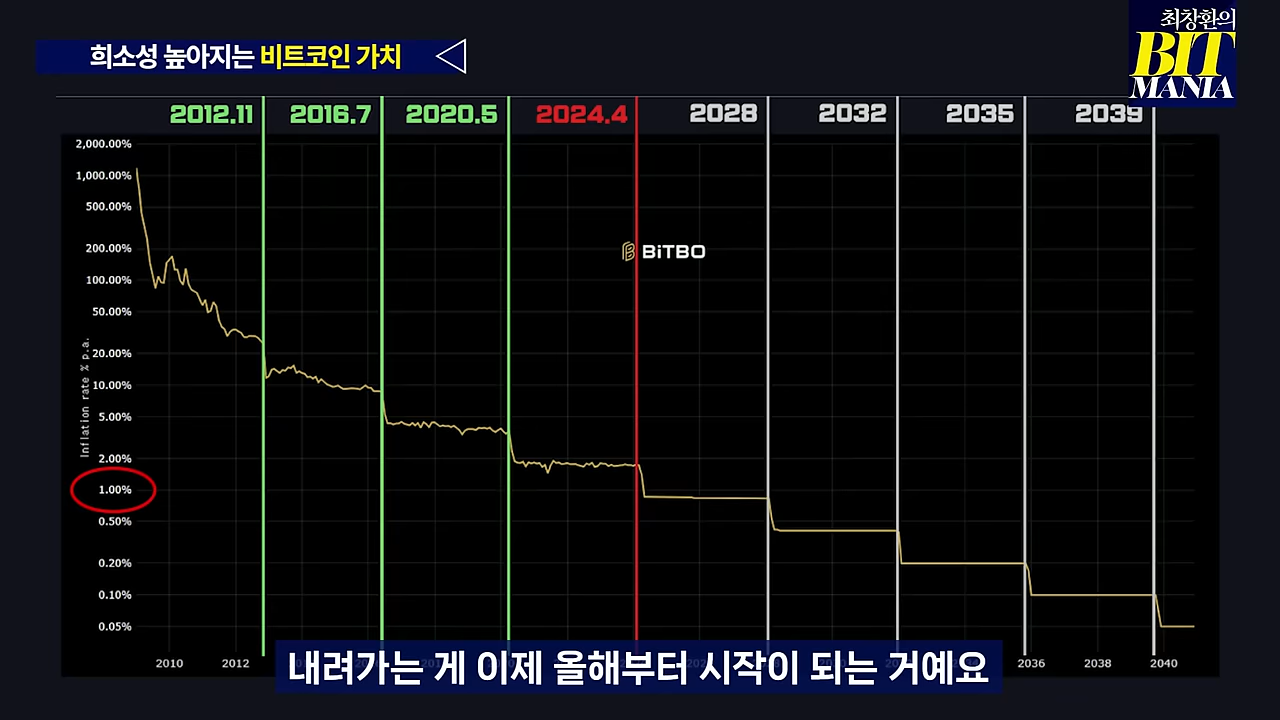 희소성 높아지는 비트코인 가치
최창환의
BIT
MANIA
2012.11 2016.7 2020.5 2024.4 2028 2032 2035 2039
2,000.00%
1,000.00%
500.00%
200.00%
100.00%
50.00%
20.00%
10.00%
5.00%
2.00%
1.00%
0.50%
0.20%
0.10%
0.05%
Inflation rate % p.a.
BiTBO
2010 2012 2036 2038 2040
내려가는 게 이제 올해부터 시작이 되는 거예요